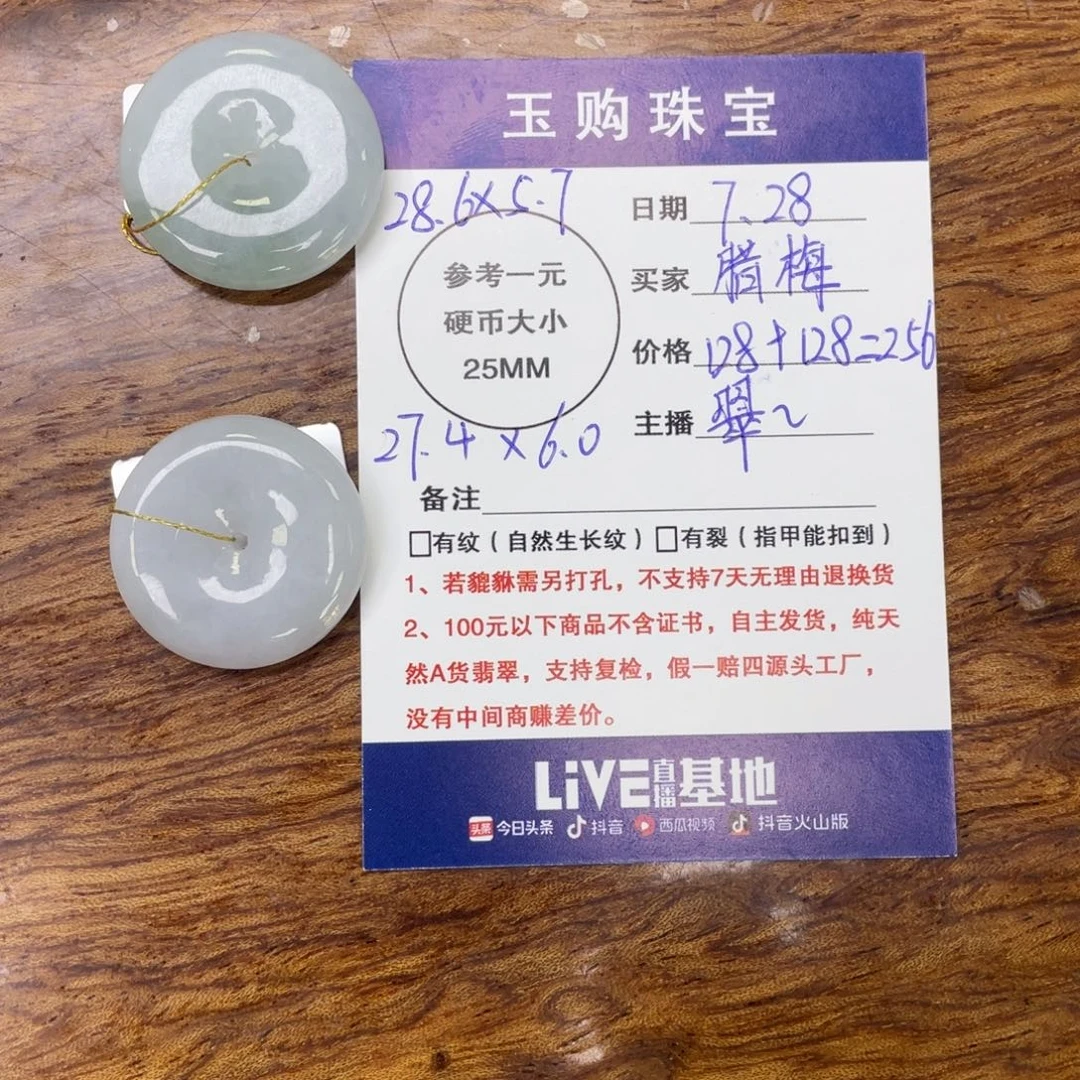 玉购珠宝
28.6×5.7
日期 7.28
参考一元
硬币大小
25MM
买家 腊梅
价格 128+128=256
27.4×6.0
主播
备注
□有纹（自然生长纹）□有裂（指甲能扣到）
1、若貔貅需另打孔，不支持7天无理由退换货
2、100元以下商品不含证书，自主发货，纯天
然A货翡翠，支持复检，假一赔四源头工厂，
没有中间商赚差价。
LiVE直播基地
头条 今日头条 抖音 西瓜视频 抖音火山版